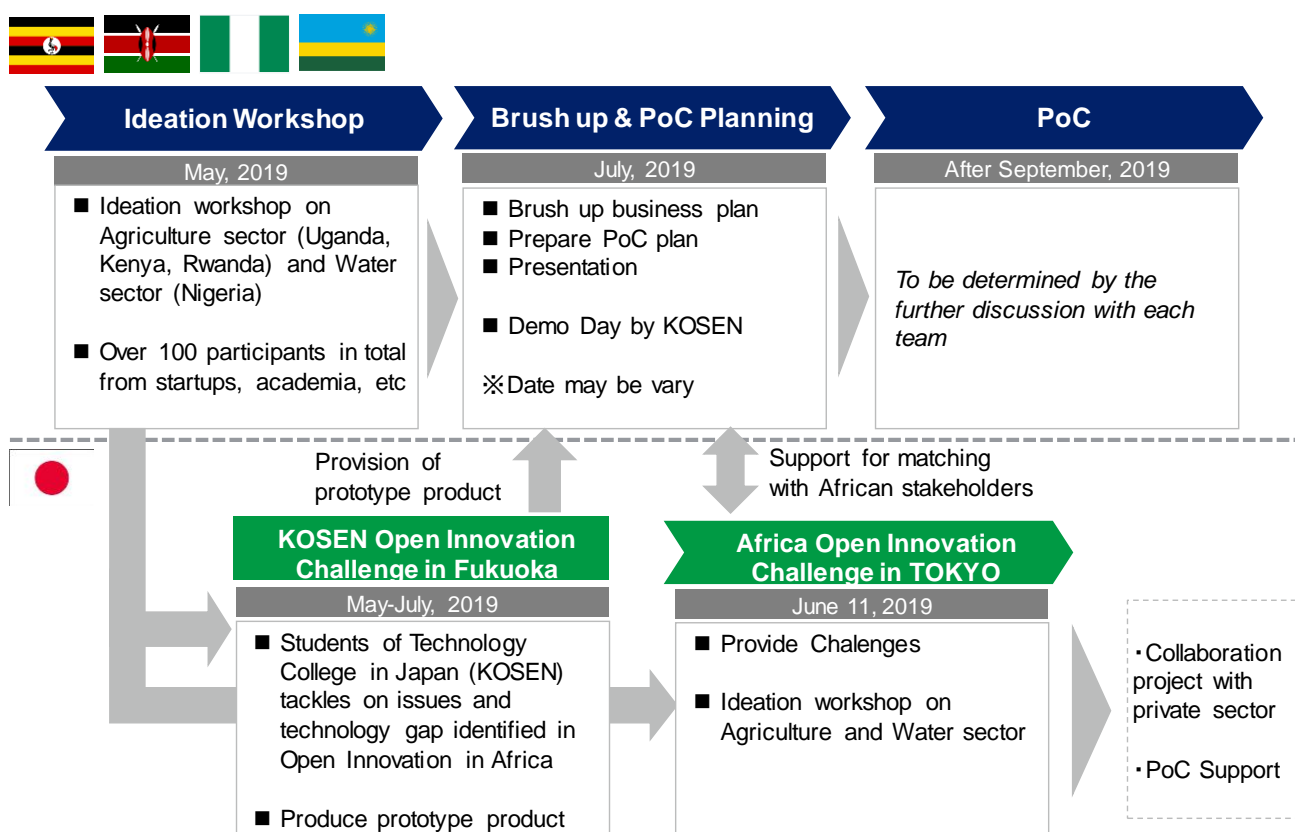 Ideation Workshop
May, 2019
■ Ideation workshop on
Agriculture sector (Uganda,
Kenya, Rwanda) and Water
sector (Nigeria)
■ Over 100 participants in total
from startups, academia, etc
Brush up & PoC Planning
July, 2019
■ Brush up business plan
■ Prepare PoC plan
■ Presentation
■ Demo Day by KOSEN
※Date may be vary
PoC
After September, 2019
To be determined by the
further discussion with each
team
Provision of
prototype product
Support for matching
with African stakeholders
KOSEN Open Innovation
Challenge in Fukuoka
May-July, 2019
■ Students of Technology
College in Japan (KOSEN)
tackles on issues and
technology gap identified in
Open Innovation in Africa
■ Produce prototype product
Africa Open Innovation
Challenge in TOKYO
June 11, 2019
■ Provide Chalenges
■ Ideation workshop on
Agriculture and Water sector
・Collaboration
project with
private sector
・PoC Support